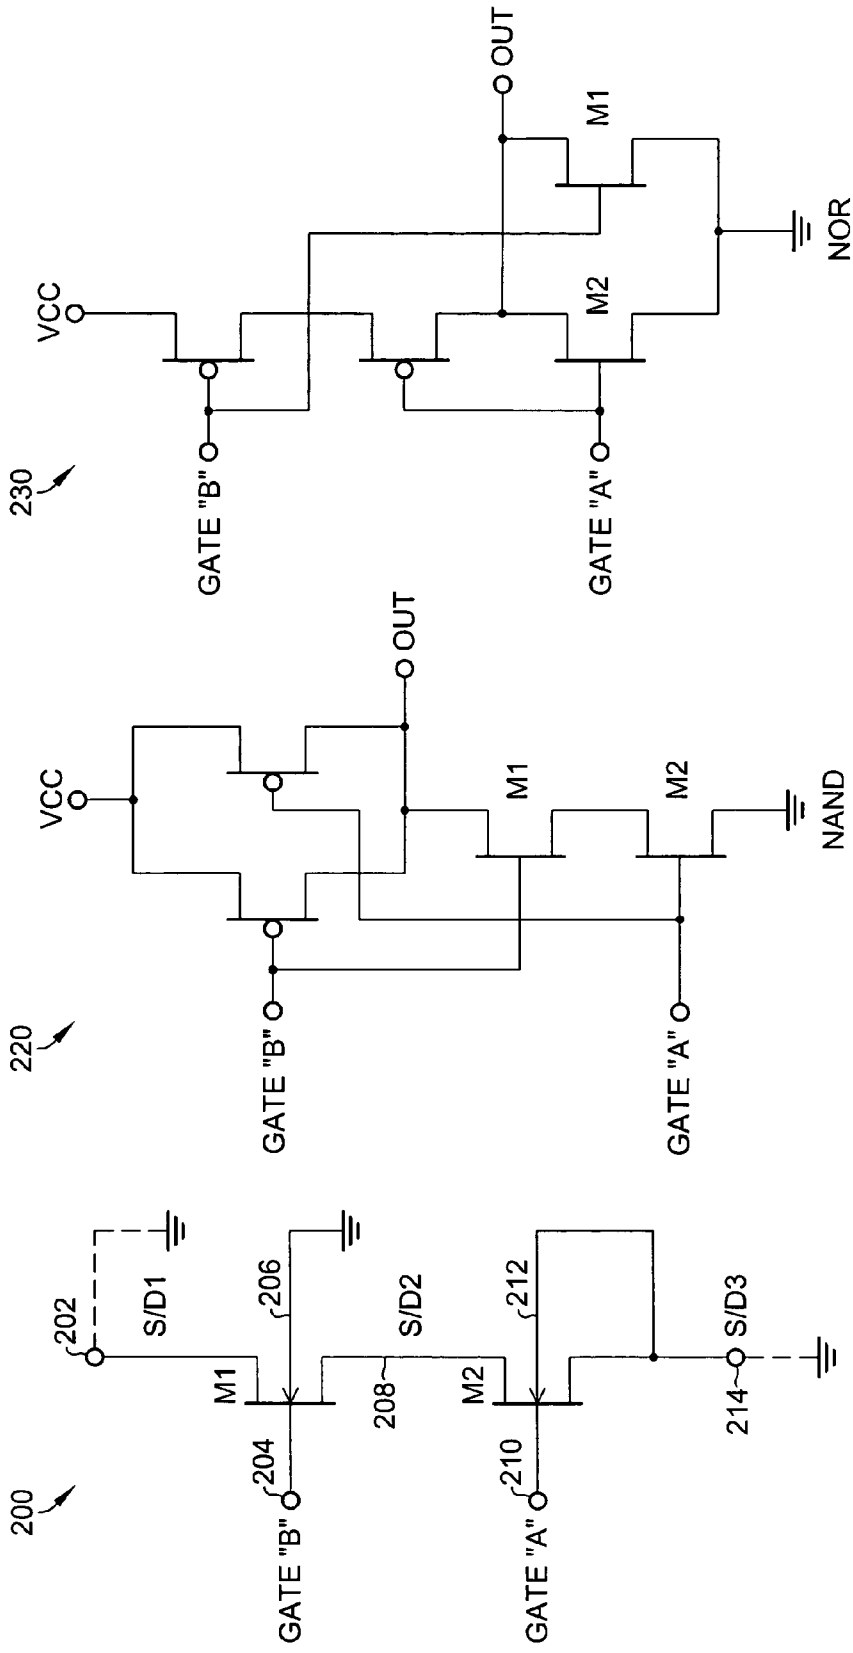 200
202
S/D1
M1
204
GATE "B"
206
208
S/D2
M2
210
GATE "A"
212
214
S/D3
220
VCC
GATE "B"
OUT
M1
M2
GATE "A"
NAND
230
VCC
GATE "B"
OUT
M2
M1
GATE "A"
NOR